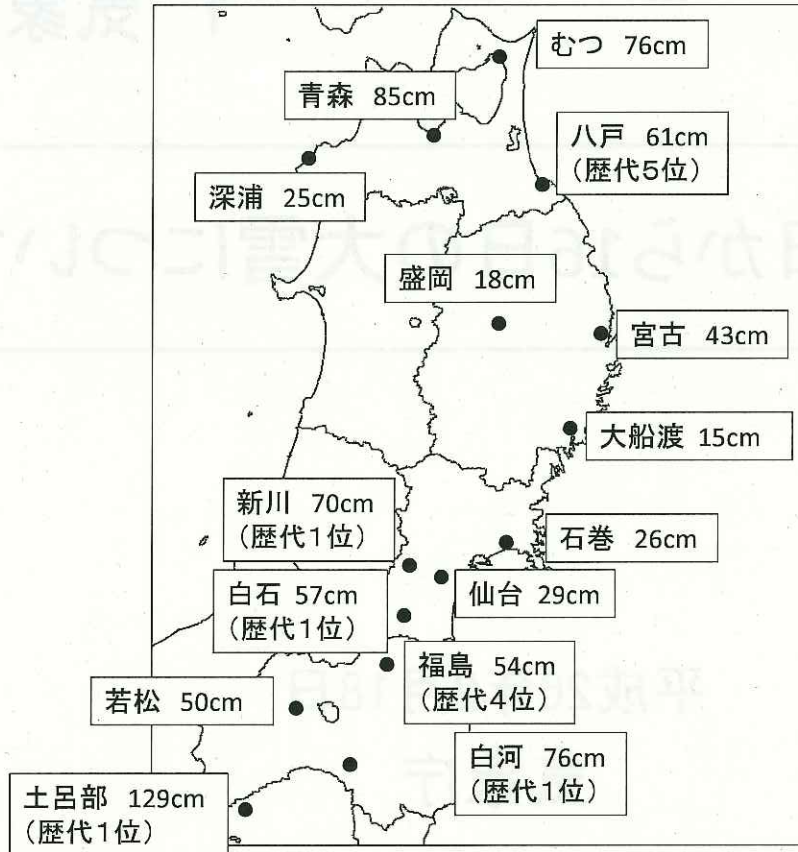 むつ 76cm
青森 85cm
八戸 61cm
(歴代5位)
深浦 25cm
盛岡 18cm
宮古 43cm
大船渡 15cm
新川 70cm
(歴代1位)
石巻 26cm
白石 57cm
(歴代1位)
仙台 29cm
福島 54cm
(歴代4位)
若松 50cm
白河 76cm
(歴代1位)
土呂部 129cm
(歴代1位)